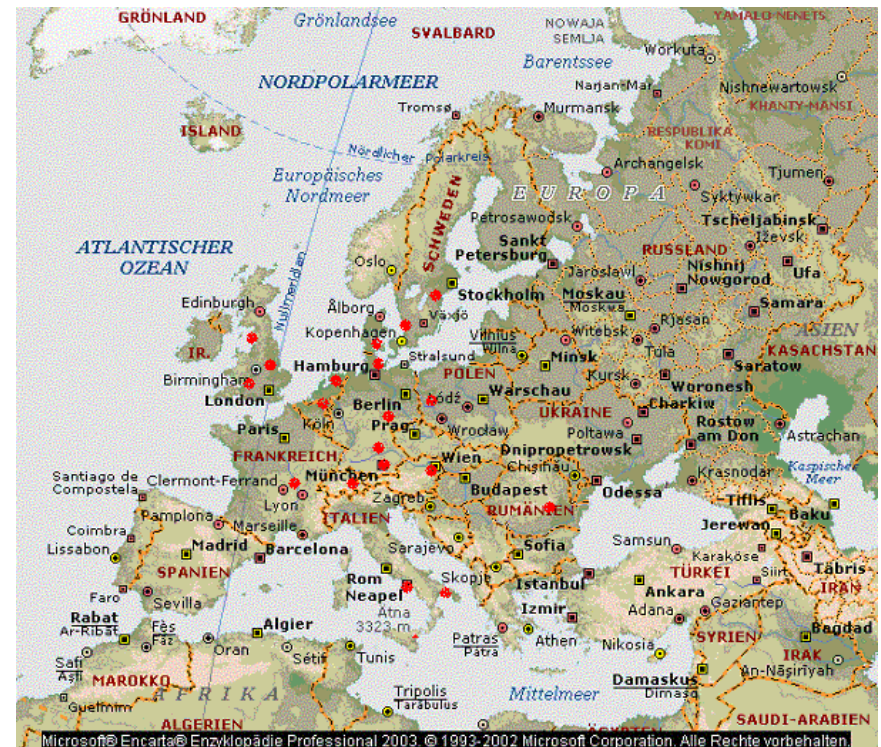 GRÖNLAND
Grönlandsee
SVALBARD
NOWAJA
SEMLJA
YAMALO-NENETS
Workuta
Barentssee
NORDPOLARMEER
Narjan-Mar
Nishnewartowsk
KHANTY-MANSI
Tromsø
Murmansk
ISLAND
RESPUBLIKA
KOMI
Nördlicher Polarkreis
Archangelsk
Tjumen
Europäisches
Nordmeer
EUROPA
Syktywkar
SCHWEDEN
Petrosawodsk
Tscheljabinsk
Iževsk
ATLANTISCHER
OZEAN
Nullmeridian
Oslo
Sankt
Petersburg
RUSSLAND
Nishnij
Nowgorod
Ufa
Jaroslawl
Edinburgh
Ålborg
Stockholm
Moskau
Moskwa
Samara
Växjö
Kopenhagen
Vilnius
Wilna
Witebsk
Rjasan
ASIEN
IR.
Stralsund
Minsk
Tula
KASACHSTAN
Hamburg
POLEN
Saratow
Birmingham
Kursk
Woronesh
London
Berlin
Łódź
Warschau
Charkiw
Köln
Prag
Wrocław
UKRAINE
Rostow
am Don
Paris
Poltawa
Astrachan
FRANKREICH
Wien
Dnipropetrowsk
Chişinău
Kaspisches
Meer
Santiago de
Compostela
Clermont-Ferrand
München
Krasnodar
Budapest
Odessa
Lyon
Zagreb
Tiflis
Baku
Pamplona
RUMÄNIEN
Coimbra
Marseille
ITALIEN
Jerewan
Lissabon
Madrid
Barcelona
Sarajevo
Sofia
Samsun
Karaköse
SPANIEN
Rom
Skopje
Istanbul
TÜRKEI
Siirt
Täbris
Faro
Neapel
Ankara
IRAN
Sevilla
Ätna
3323 m
Izmir
Adana
Gaziantep
Rabat
Ar-Ribāt
Fès
Fāz
Algier
SYRIEN
Bagdad
Oran
Sétif
Tunis
Patras
Pátra
Athen
Nikosia
Safi
IRAK
MAROKKO
Damaskus
Dimasq
An-Nāşirīyah
AFRIKA
Tripolis
Tarābulus
Mittelmeer
Guelmim
ALGERIEN
SAUDI-ARABIEN
Microsoft® Encarta® Enzyklopädie Professional 2003. © 1993-2002 Microsoft Corporation. Alle Rechte vorbehalten.